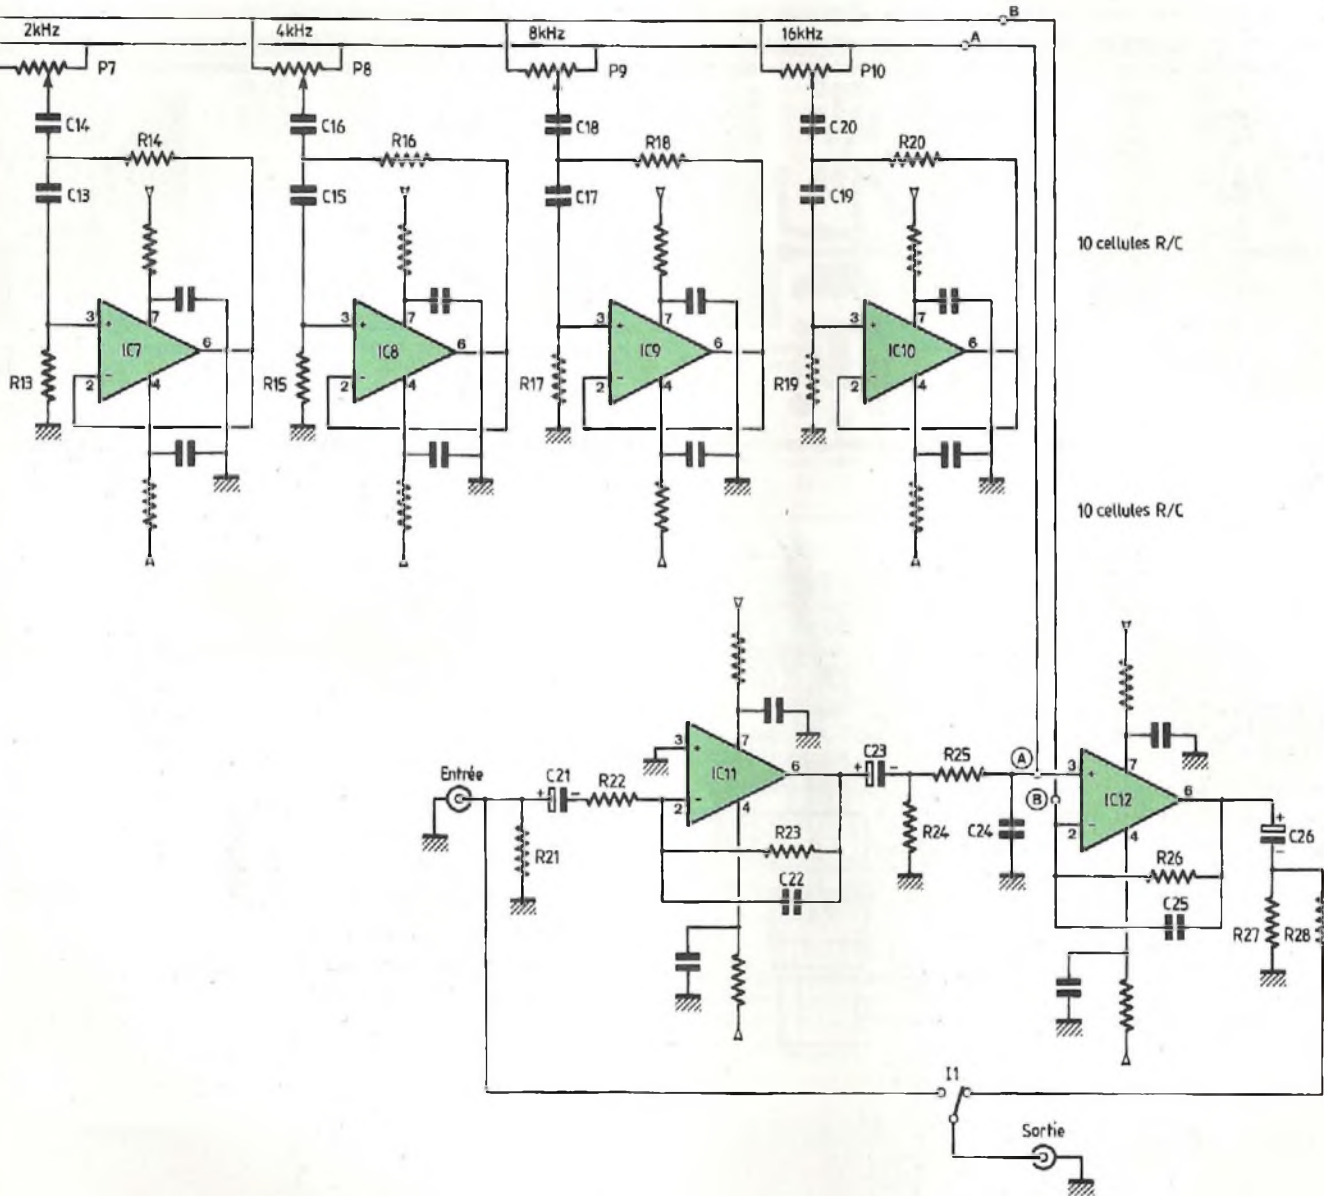 B
2kHz
4kHz
8kHz
16kHz
A
P7
P8
P9
P10
C14
C16
C18
C20
R14
R16
R18
R20
C13
C15
C17
C19
10 cellules R/C
3 + 7
IC7 6
R13 2 - 4
3 + 7
IC8 6
R15 2 - 4
3 + 7
IC9 6
R17 2 - 4
3 + 7
IC10 6
R19 2 - 4
10 cellules R/C
Entrée
+ C21 -
R22
R21
3 + 7
IC11 6
2 - 4
R23
C22
+ C23 -
R25
R24
C24
A
B
3 + 7
IC12 6
2 - 4
R26
C25
+
C26
-
R27
R28
I1
Sortie